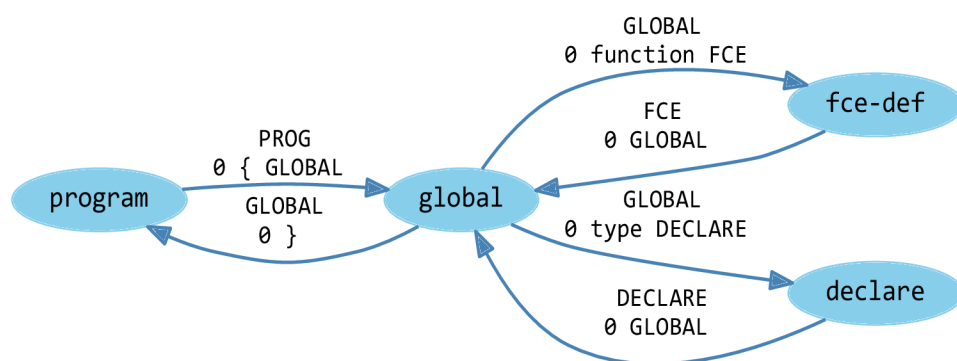 GLOBAL
0 function FCE
fce-def
FCE
0 GLOBAL
PROG
0 { GLOBAL
program
global
GLOBAL
0 }
GLOBAL
0 type DECLARE
declare
DECLARE
0 GLOBAL